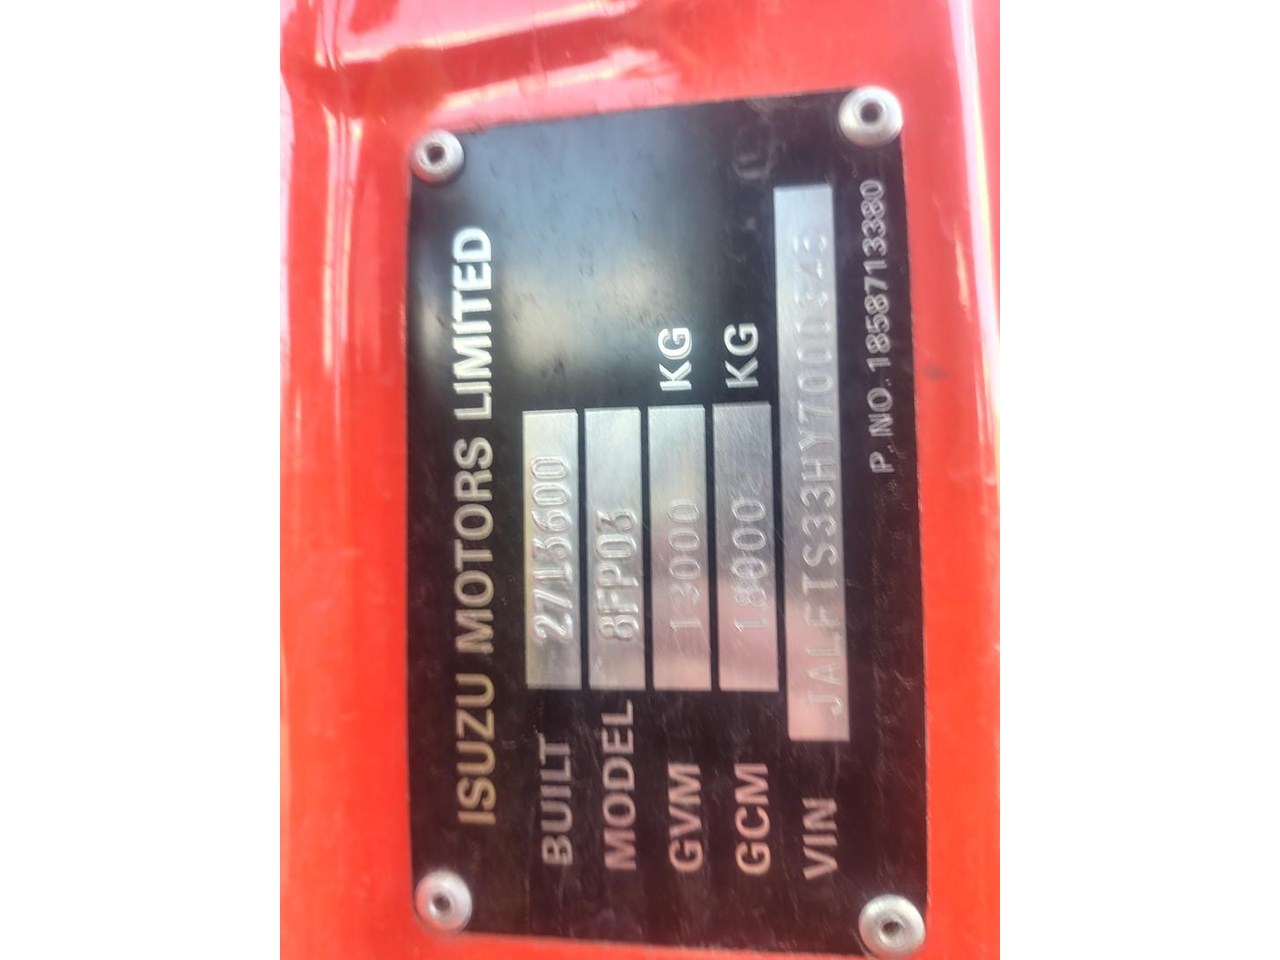 ISUZU MOTORS LIMITED
BUILT 2713600
MODEL 8FP03
GVM 13000 KG
GCM 18000 KG
VIN
P. NO. 1858713380